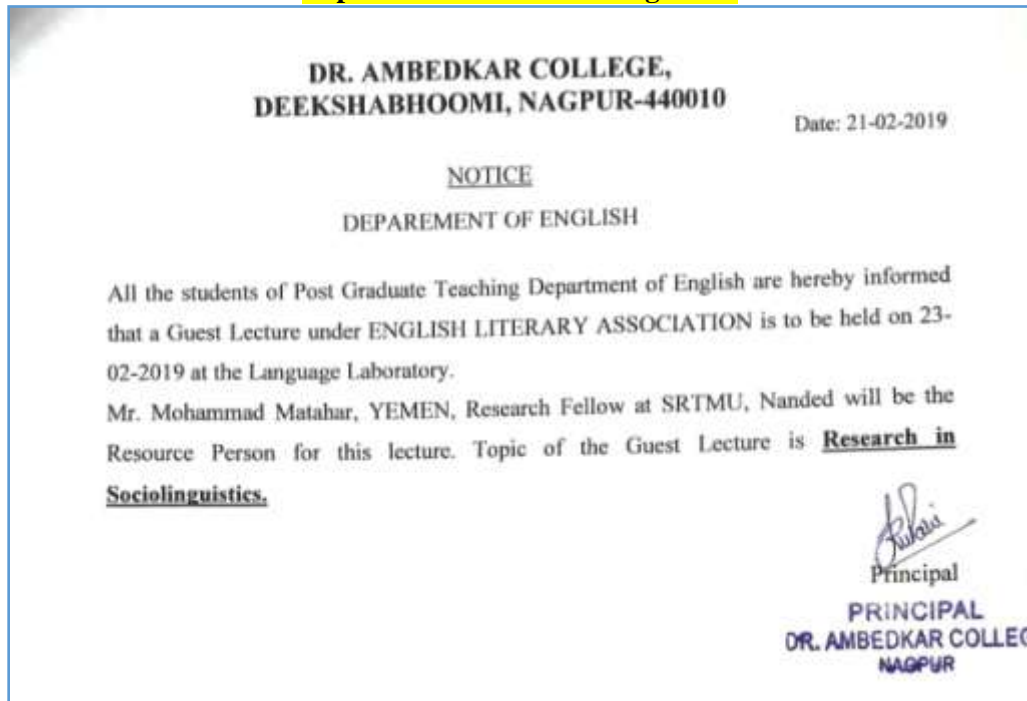 DR. AMBEDKAR COLLEGE,
DEEKSHABHOOMI, NAGPUR-440010
Date: 21-02-2019
NOTICE
DEPAREMENT OF ENGLISH
All the students of Post Graduate Teaching Department of English are hereby informed
that a Guest Lecture under ENGLISH LITERARY ASSOCIATION is to be held on 23-
02-2019 at the Language Laboratory.
Mr. Mohammad Matahar, YEMEN, Research Fellow at SRTMU, Nanded will be the
Resource Person for this lecture. Topic of the Guest Lecture is Research in
Sociolinguistics.
Principal
PRINCIPAL
DR. AMBEDKAR COLLEG
NAGPUR